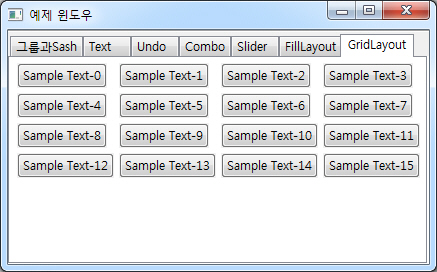 예제 윈도우
그룹과Sash Text Undo Combo Slider FillLayout GridLayout
Sample Text-0 Sample Text-1 Sample Text-2 Sample Text-3
Sample Text-4 Sample Text-5 Sample Text-6 Sample Text-7
Sample Text-8 Sample Text-9 Sample Text-10 Sample Text-11
Sample Text-12 Sample Text-13 Sample Text-14 Sample Text-15